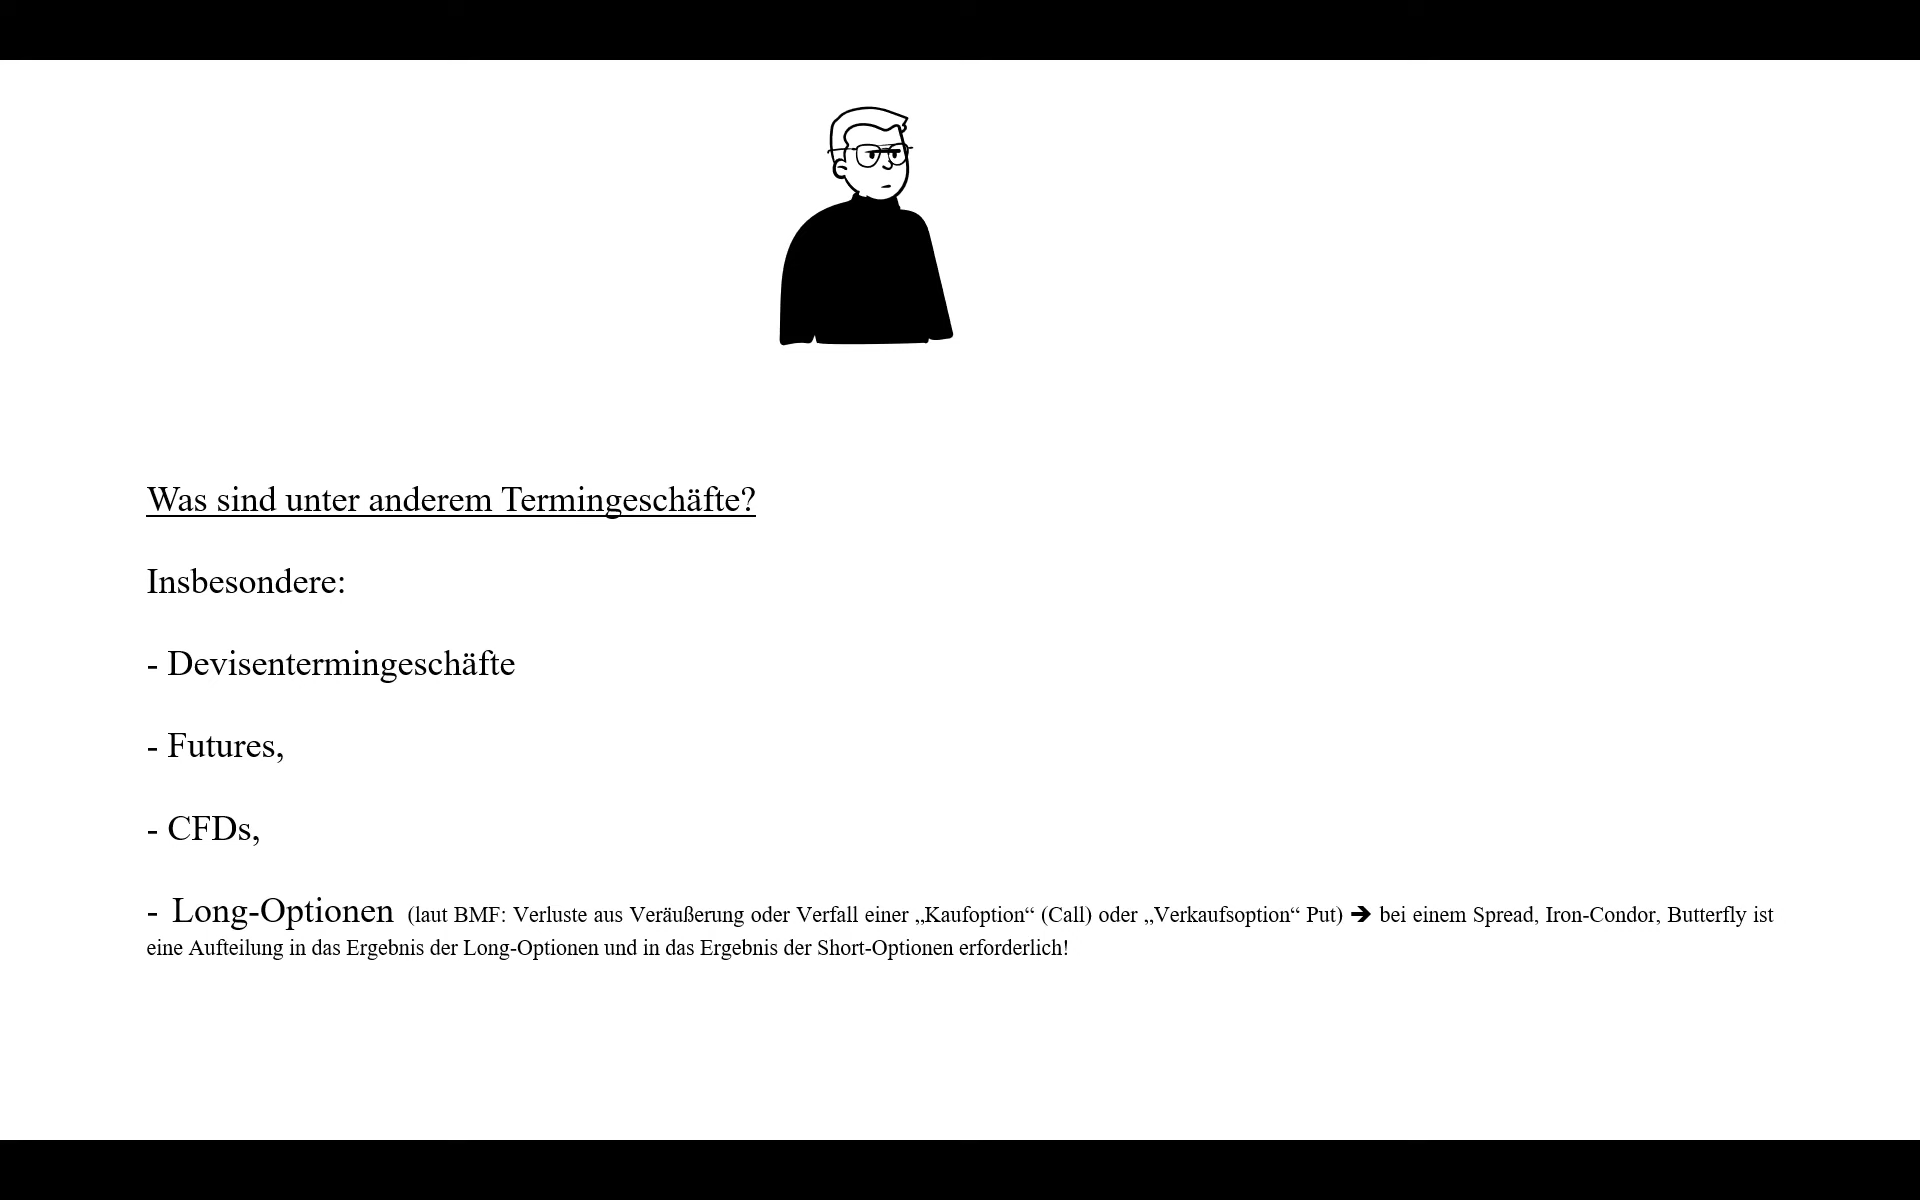 Was sind unter anderem Termingeschäfte?
Insbesondere:
- Devisentermingeschäfte
- Futures,
- CFDs,
- Long-Optionen (laut BMF: Verluste aus Veräußerung oder Verfall einer „Kaufoption“ (Call) oder „Verkaufsoption“ Put) ➔ bei einem Spread, Iron-Condor, Butterfly ist
eine Aufteilung in das Ergebnis der Long-Optionen und in das Ergebnis der Short-Optionen erforderlich!